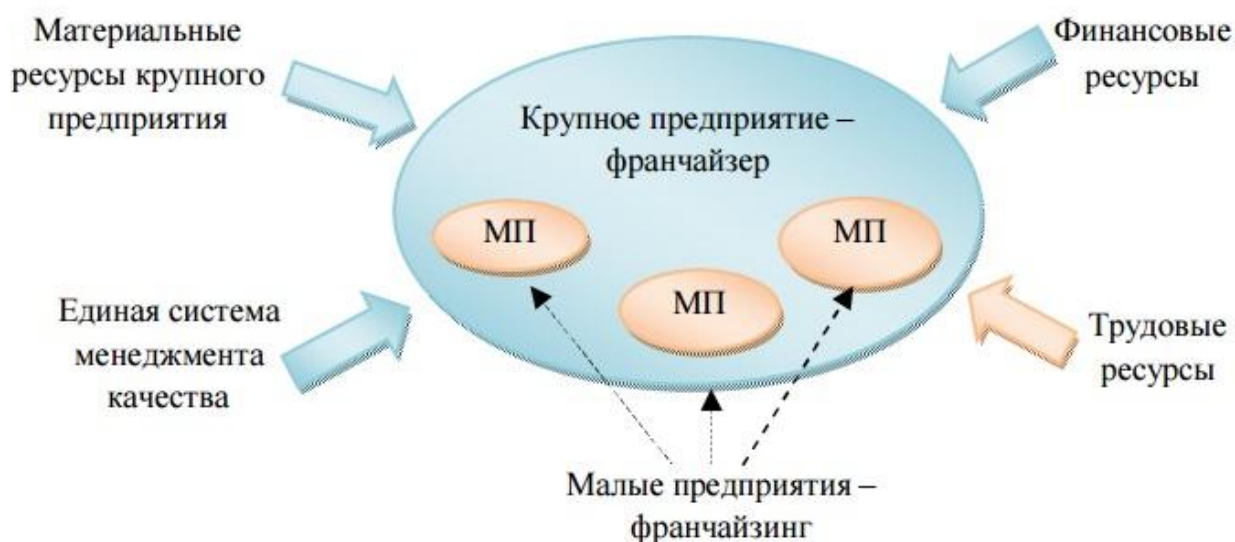 Материальные
ресурсы крупного
предприятия
Финансовые
ресурсы
Крупное предприятие –
франчайзер
МП
МП
МП
Единая система
менеджмента
качества
Трудовые
ресурсы
Малые предприятия –
франчайзинг